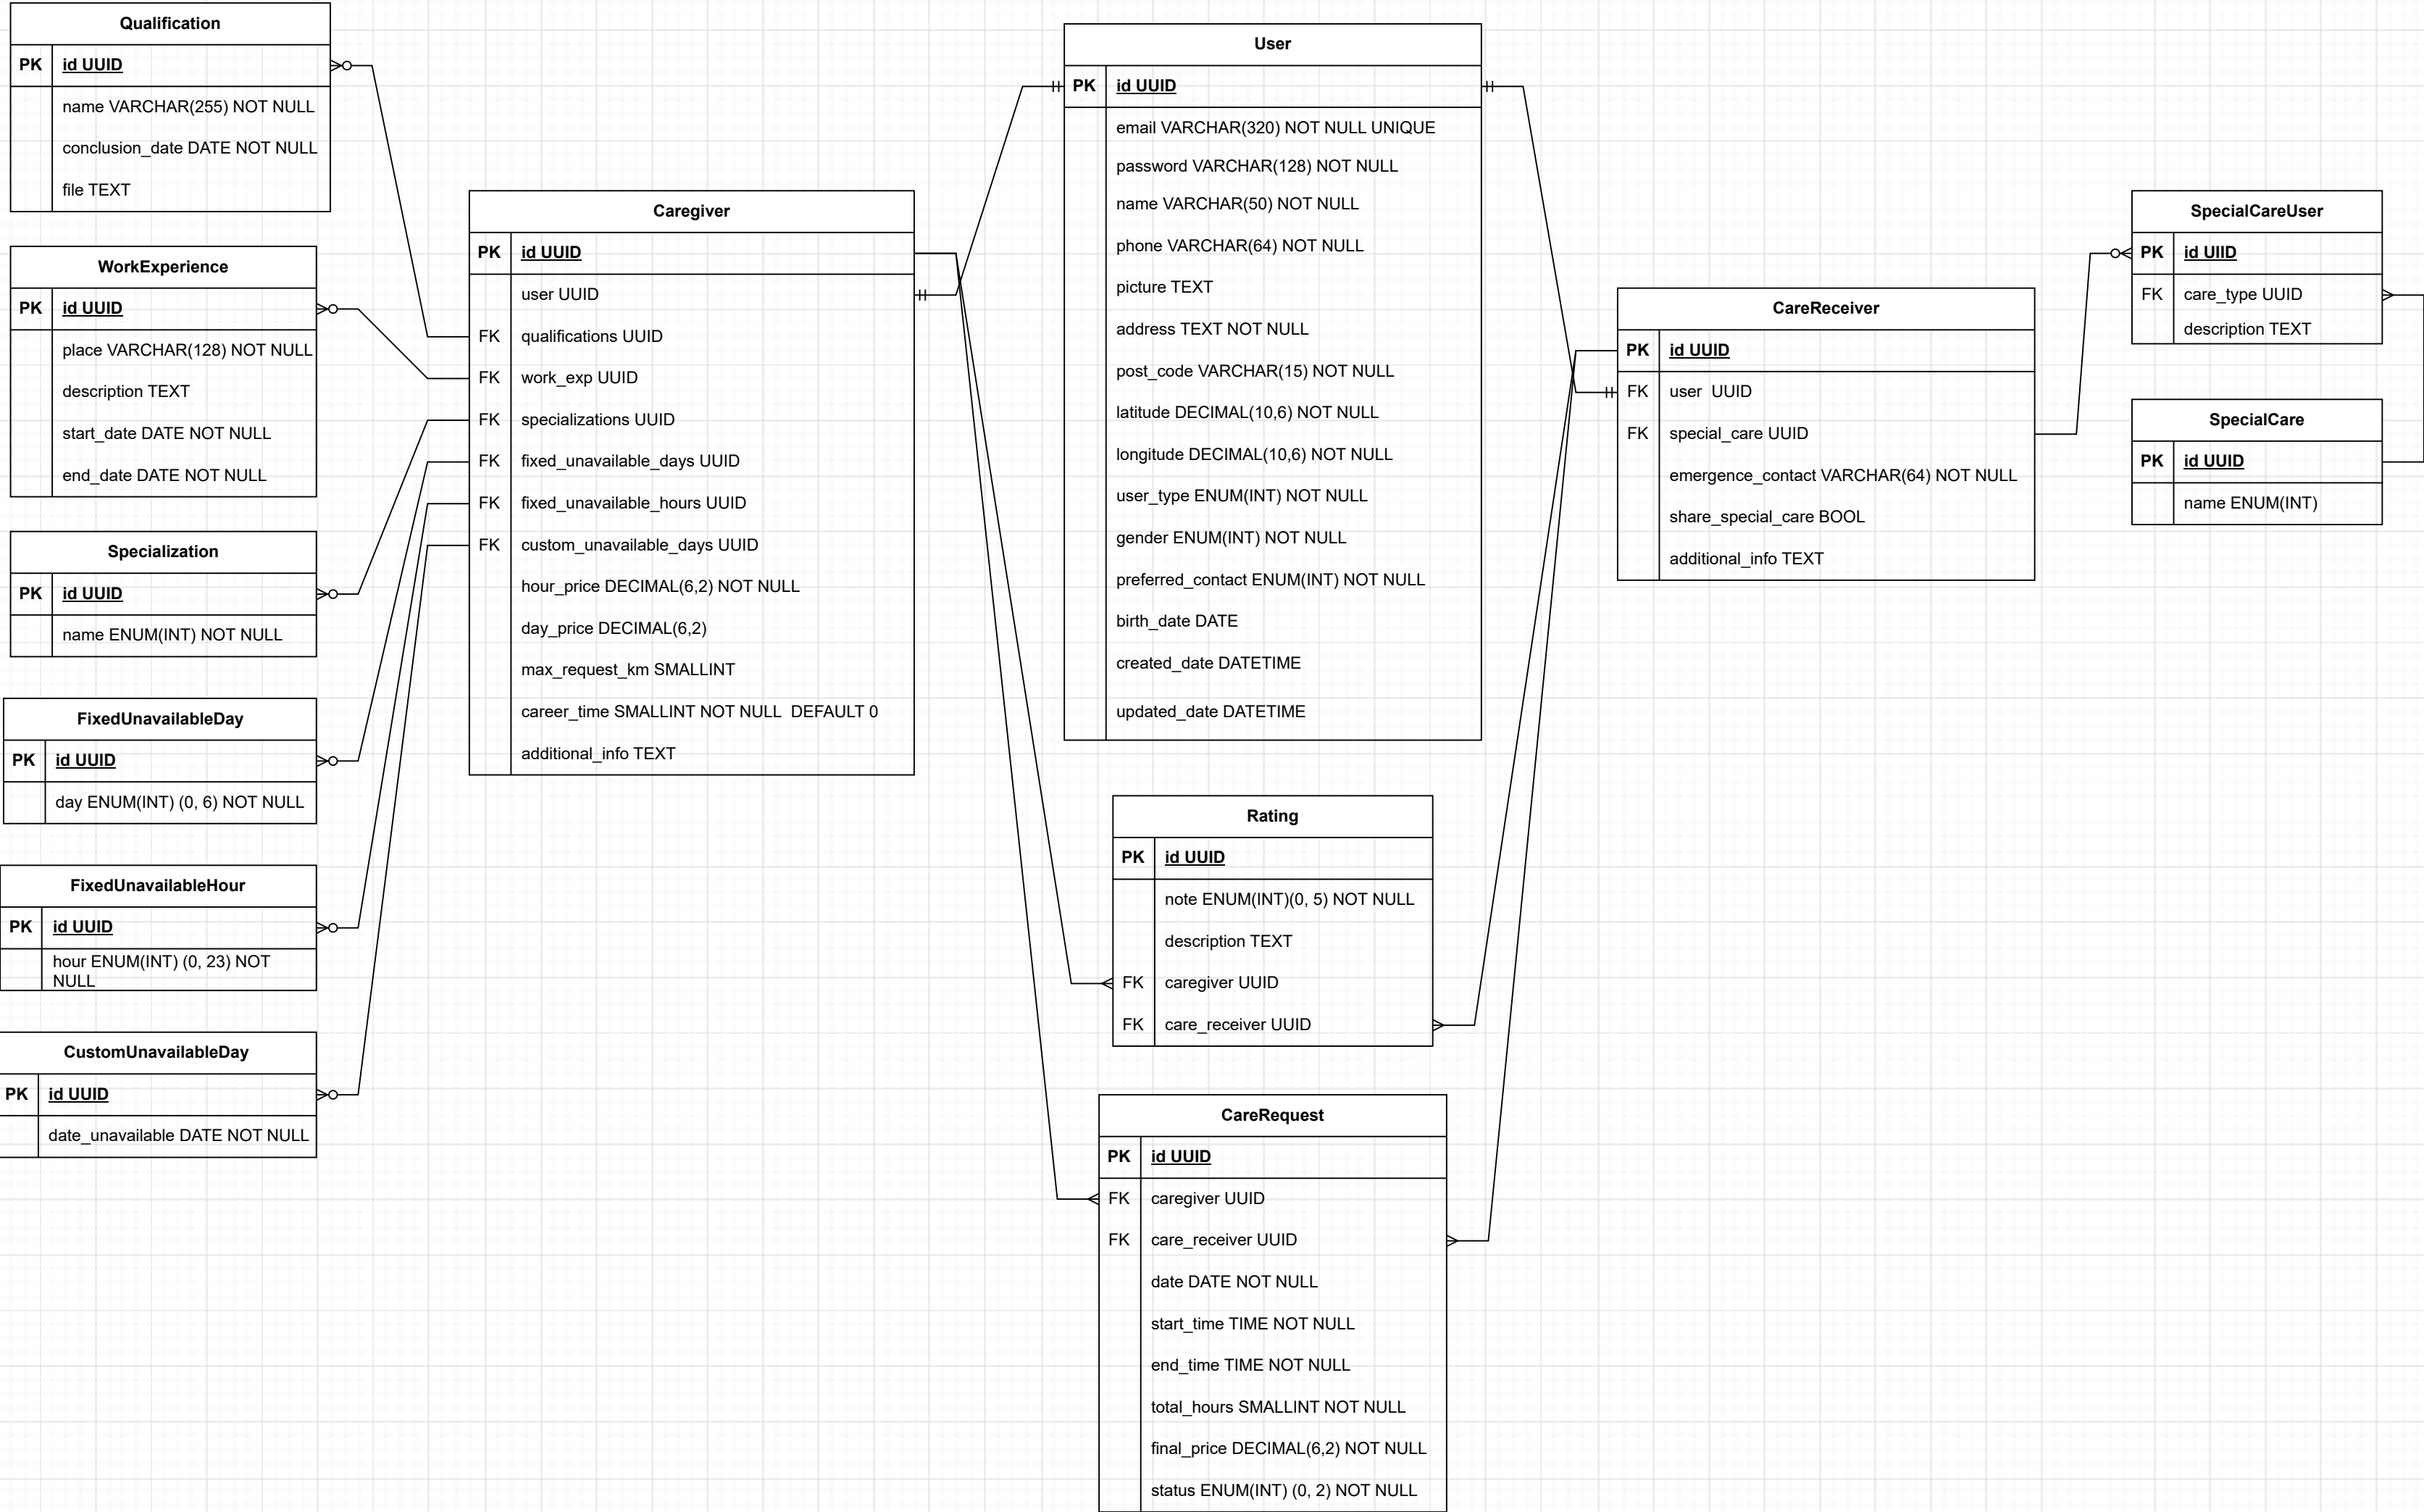 Qualification
PK id UUID
name VARCHAR(255) NOT NULL
conclusion_date DATE NOT NULL
file TEXT
WorkExperience
PK id UUID
place VARCHAR(128) NOT NULL
description TEXT
start_date DATE NOT NULL
end_date DATE NOT NULL
Specialization
PK id UUID
name ENUM(INT) NOT NULL
FixedUnavailableDay
PK id UUID
day ENUM(INT) (0, 6) NOT NULL
FixedUnavailableHour
PK id UUID
hour ENUM(INT) (0, 23) NOT
NULL
CustomUnavailableDay
PK id UUID
date_unavailable DATE NOT NULL
Caregiver
PK id UUID
user UUID
FK qualifications UUID
FK work_exp UUID
FK specializations UUID
FK fixed_unavailable_days UUID
FK fixed_unavailable_hours UUID
FK custom_unavailable_days UUID
hour_price DECIMAL(6,2) NOT NULL
day_price DECIMAL(6,2)
max_request_km SMALLINT
career_time SMALLINT NOT NULL  DEFAULT 0
additional_info TEXT
User
PK id UUID
email VARCHAR(320) NOT NULL UNIQUE
password VARCHAR(128) NOT NULL
name VARCHAR(50) NOT NULL
phone VARCHAR(64) NOT NULL
picture TEXT
address TEXT NOT NULL
post_code VARCHAR(15) NOT NULL
latitude DECIMAL(10,6) NOT NULL
longitude DECIMAL(10,6) NOT NULL
user_type ENUM(INT) NOT NULL
gender ENUM(INT) NOT NULL
preferred_contact ENUM(INT) NOT NULL
birth_date DATE
created_date DATETIME
updated_date DATETIME
Rating
PK id UUID
note ENUM(INT)(0, 5) NOT NULL
description TEXT
FK caregiver UUID
FK care_receiver UUID
CareRequest
PK id UUID
FK caregiver UUID
FK care_receiver UUID
date DATE NOT NULL
start_time TIME NOT NULL
end_time TIME NOT NULL
total_hours SMALLINT NOT NULL
final_price DECIMAL(6,2) NOT NULL
status ENUM(INT) (0, 2) NOT NULL
CareReceiver
PK id UUID
FK user  UUID
FK special_care UUID
emergence_contact VARCHAR(64) NOT NULL
share_special_care BOOL
additional_info TEXT
SpecialCareUser
PK id UIID
FK care_type UUID
description TEXT
SpecialCare
PK id UUID
name ENUM(INT)